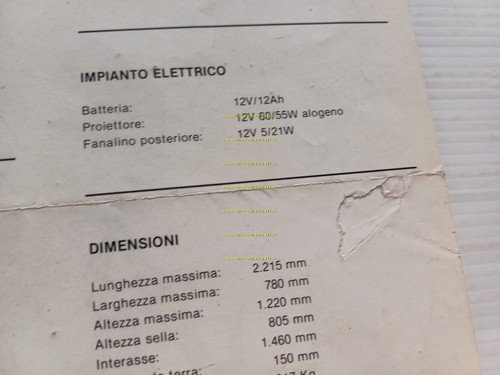 IMPIANTO ELETTRICO
Batteria: 12V/12Ah
Proiettore: 12V 60/55W alogeno
Fanalino posteriore: 12V 5/21W
DIMENSIONI
Lunghezza massima: 2.215 mm
Larghezza massima: 780 mm
Altezza massima: 1.220 mm
Altezza sella: 805 mm
Interasse: 1.460 mm
terra: 150 mm
Kg